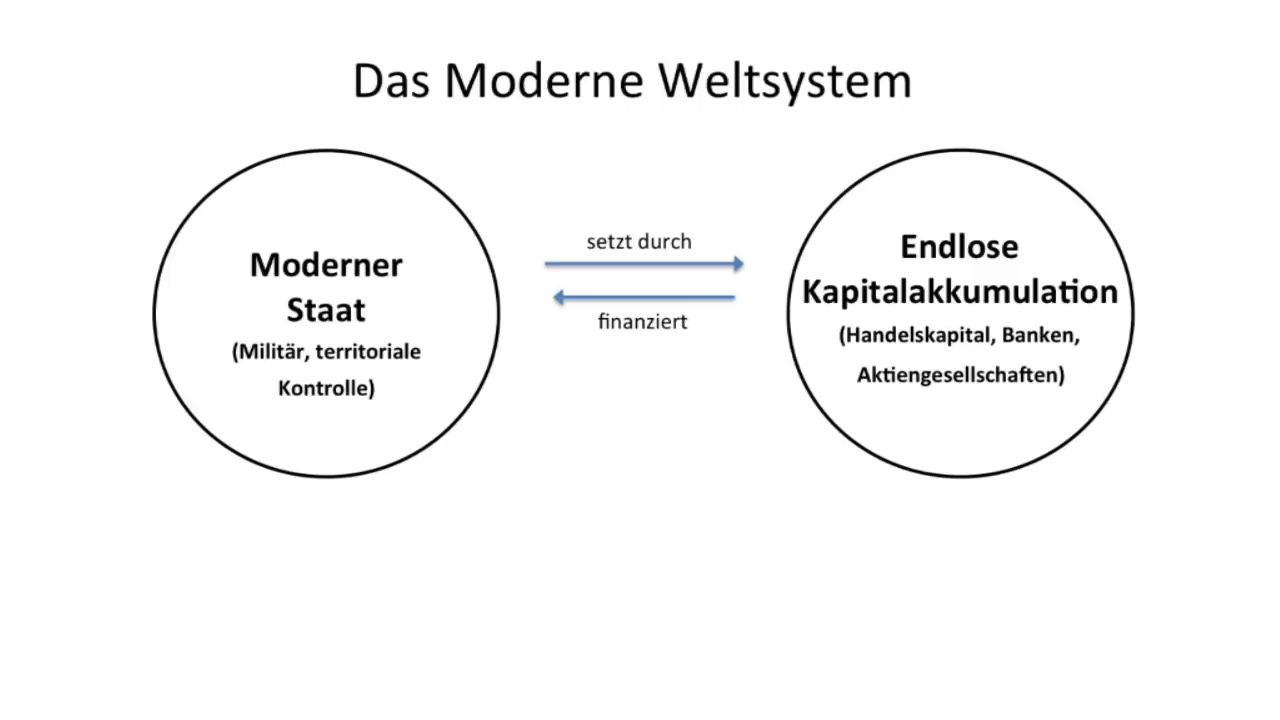 Das Moderne Weltsystem
Moderner
Staat
(Militär, territoriale
Kontrolle)
setzt durch
finanziert
Endlose
Kapitalakkumulation
(Handelskapital, Banken,
Aktiengesellschaften)